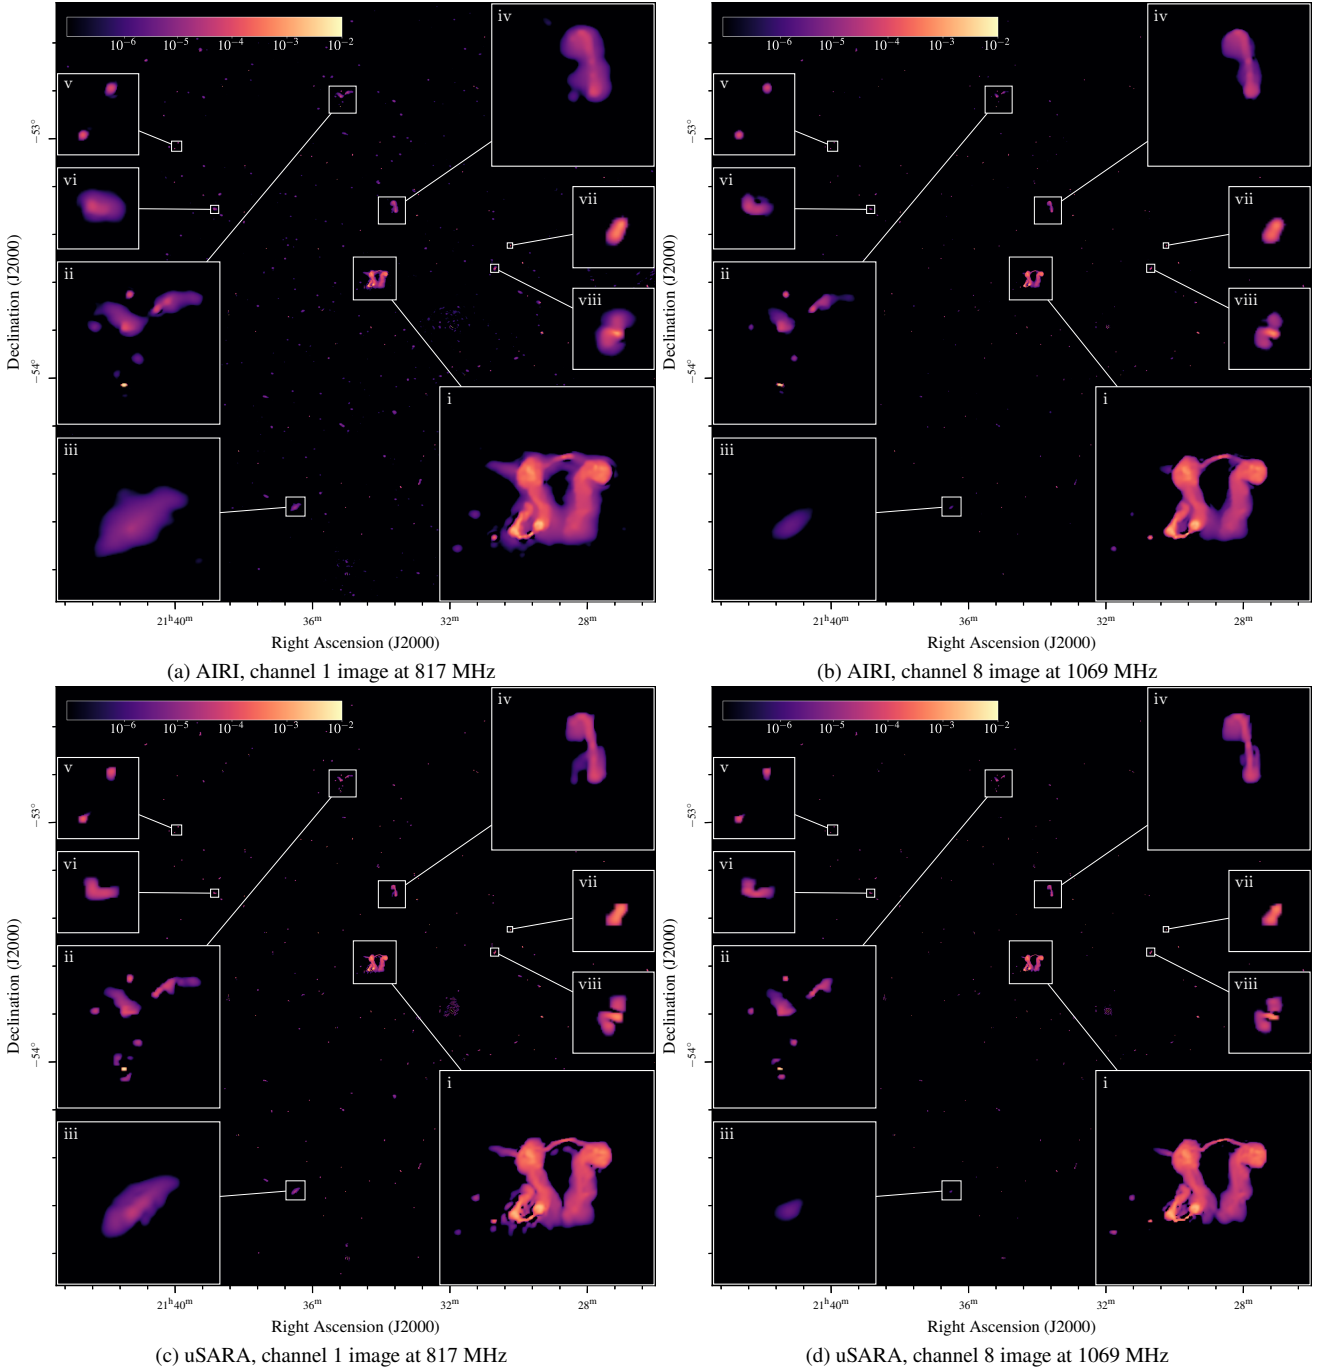 10⁻⁶ 10⁻⁵ 10⁻⁴ 10⁻³ 10⁻²
iv
v
vi
vii
ii
viii
iii
i
−53°
−54°
Declination (J2000)
21ʰ40ᵐ 36ᵐ 32ᵐ 28ᵐ
Right Ascension (J2000)
(a) AIRI, channel 1 image at 817 MHz
10⁻⁶ 10⁻⁵ 10⁻⁴ 10⁻³ 10⁻²
iv
v
vi
vii
ii
viii
iii
i
−53°
−54°
Declination (J2000)
21ʰ40ᵐ 36ᵐ 32ᵐ 28ᵐ
Right Ascension (J2000)
(b) AIRI, channel 8 image at 1069 MHz
10⁻⁶ 10⁻⁵ 10⁻⁴ 10⁻³ 10⁻²
iv
v
vi
vii
ii
viii
iii
i
−53°
−54°
Declination (J2000)
21ʰ40ᵐ 36ᵐ 32ᵐ 28ᵐ
Right Ascension (J2000)
(c) uSARA, channel 1 image at 817 MHz
10⁻⁶ 10⁻⁵ 10⁻⁴ 10⁻³ 10⁻²
iv
v
vi
vii
ii
viii
iii
i
−53°
−54°
Declination (J2000)
21ʰ40ᵐ 36ᵐ 32ᵐ 28ᵐ
Right Ascension (J2000)
(d) uSARA, channel 8 image at 1069 MHz